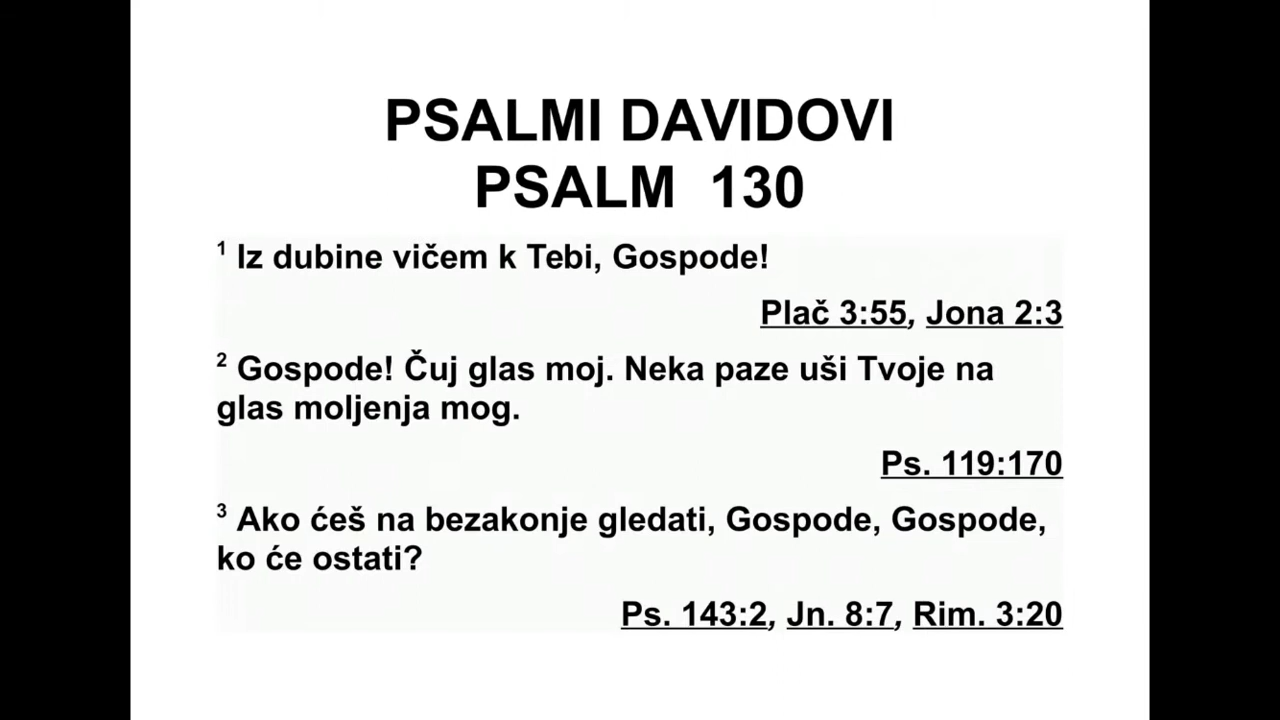 PSALMI DAVIDOVI
PSALM 130
1 Iz dubine vičem k Tebi, Gospode!
Plač 3:55, Jona 2:3
2 Gospode! Čuj glas moj. Neka paze uši Tvoje na
glas moljenja mog.
Ps. 119:170
3 Ako ćeš na bezakonje gledati, Gospode, Gospode,
ko će ostati?
Ps. 143:2, Jn. 8:7, Rim. 3:20